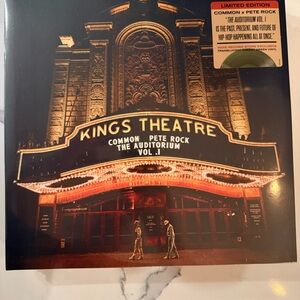 LIMITED EDITION
COMMON x PETE ROCK
"THE AUDITORIUM VOL. 1
IS THE PAST, PRESENT, AND FUTURE OF
HIP HOP HAPPENING ALL AT ONCE."
KINGS THEATRE
COMMON PETE ROCK
THE AUDITORIUM
VOL .1